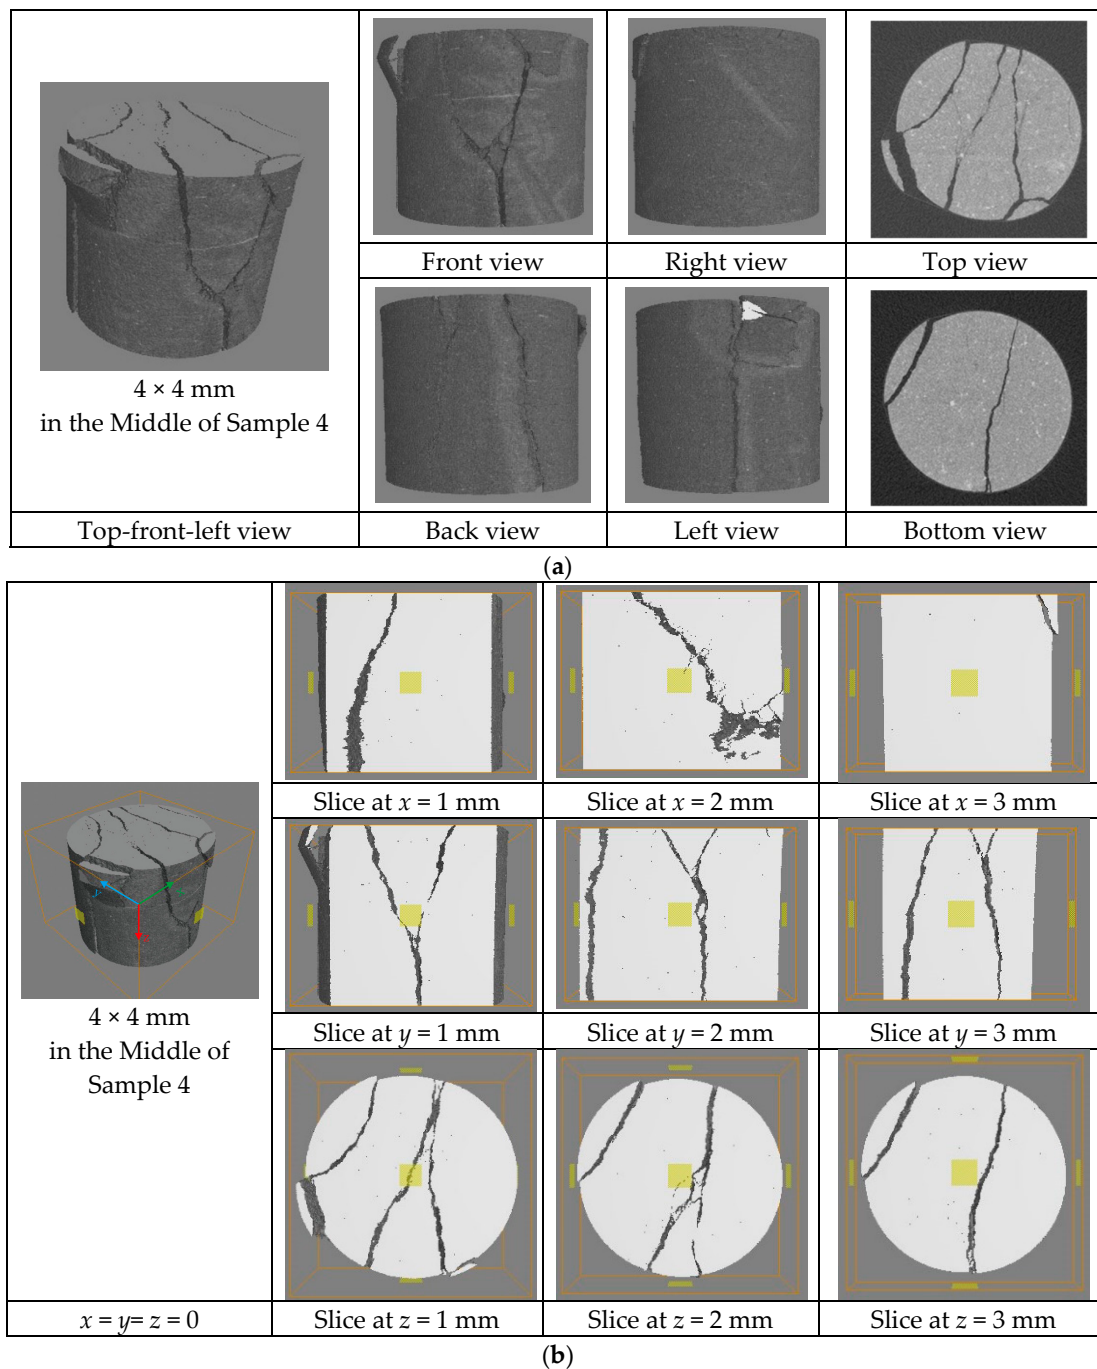 4 × 4 mm
in the Middle of Sample 4
Front view
Right view
Top view
Top-front-left view
Back view
Left view
Bottom view
(a)
Slice at x = 1 mm
Slice at x = 2 mm
Slice at x = 3 mm
4 × 4 mm
in the Middle of
Sample 4
Slice at y = 1 mm
Slice at y = 2 mm
Slice at y = 3 mm
x = y= z = 0
Slice at z = 1 mm
Slice at z = 2 mm
Slice at z = 3 mm
(b)